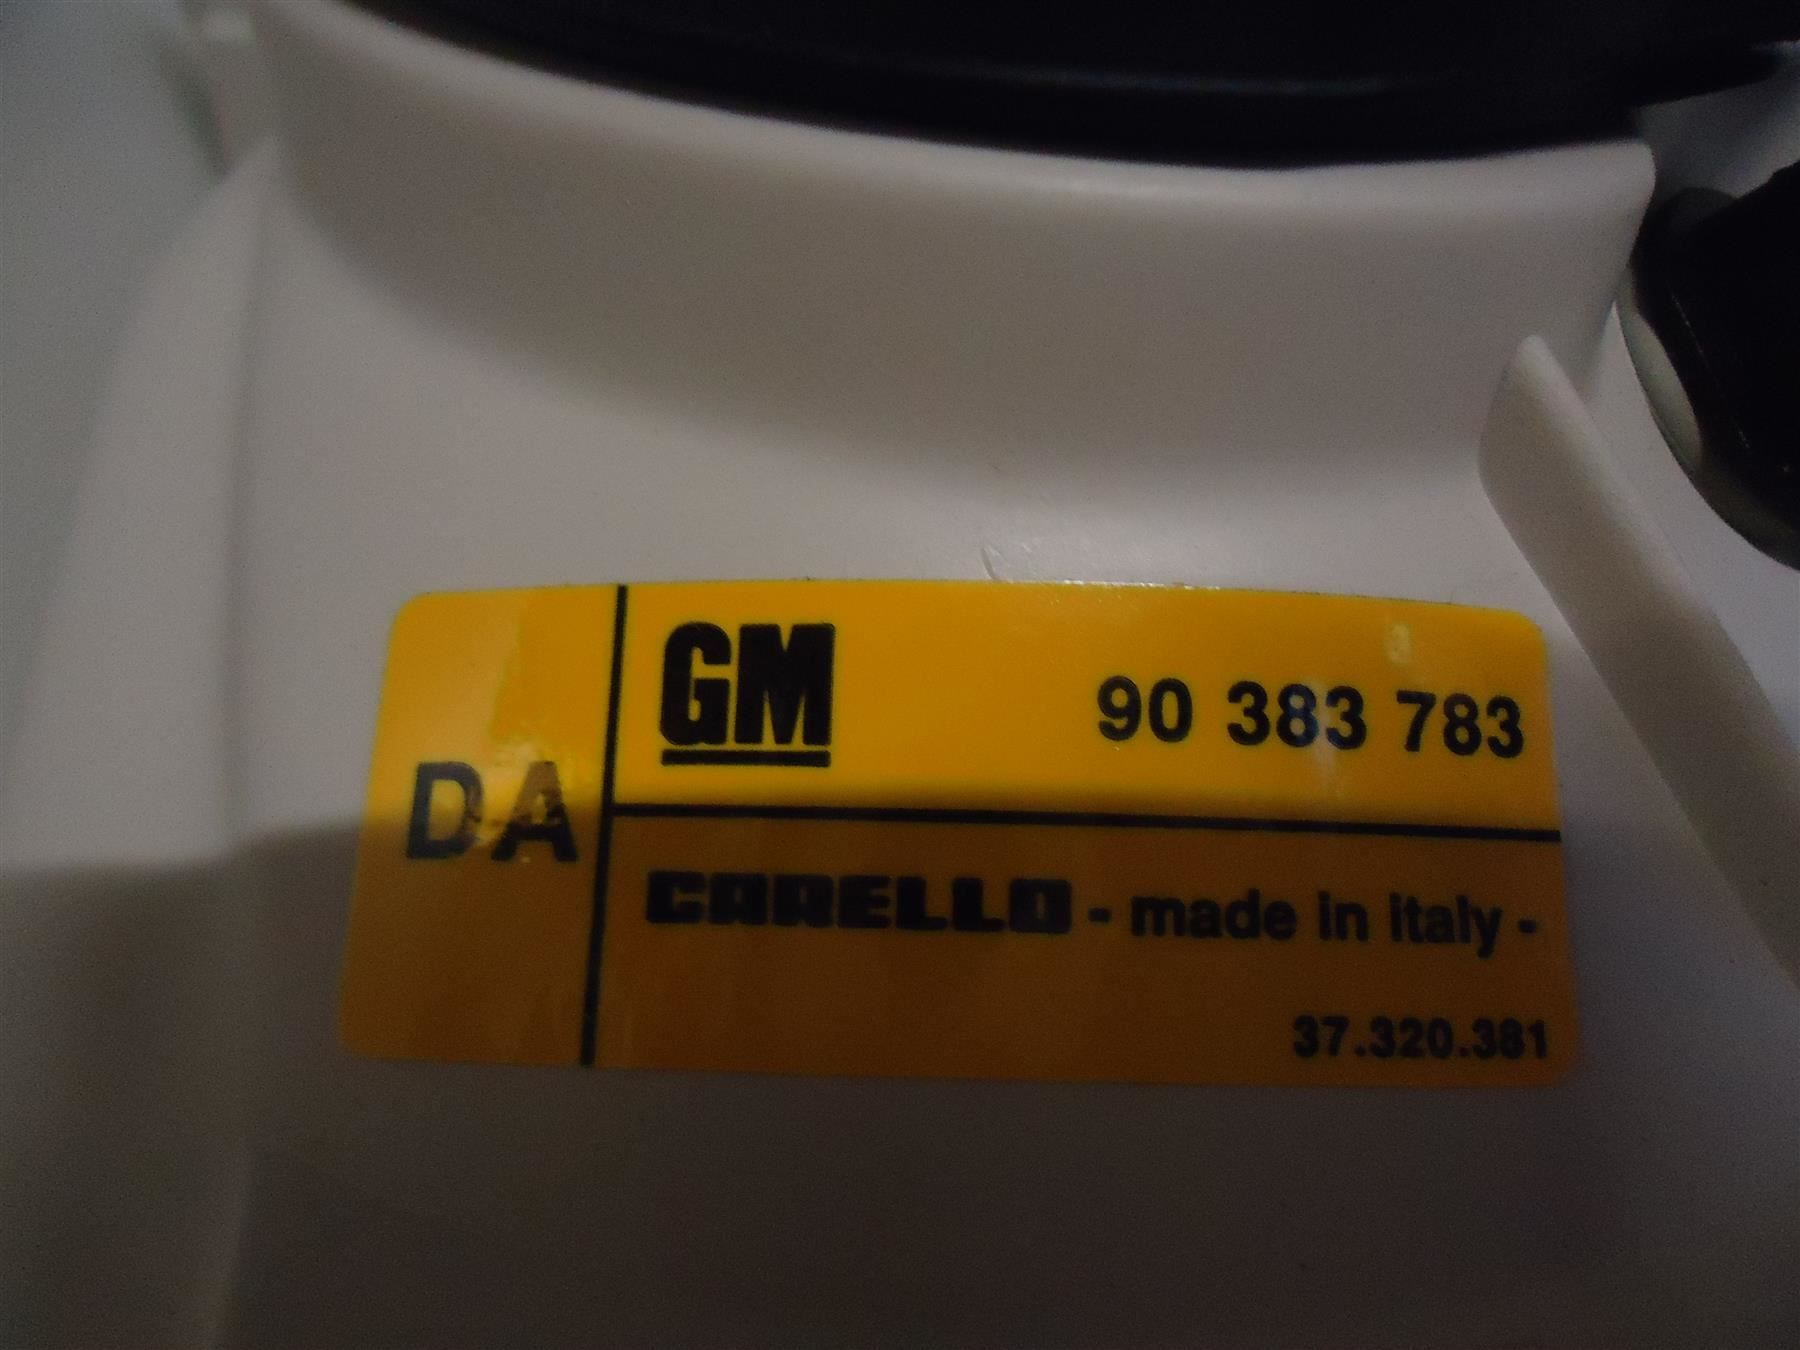 DA
GM 90 383 783
CARELLO - made in italy -
37.320.381